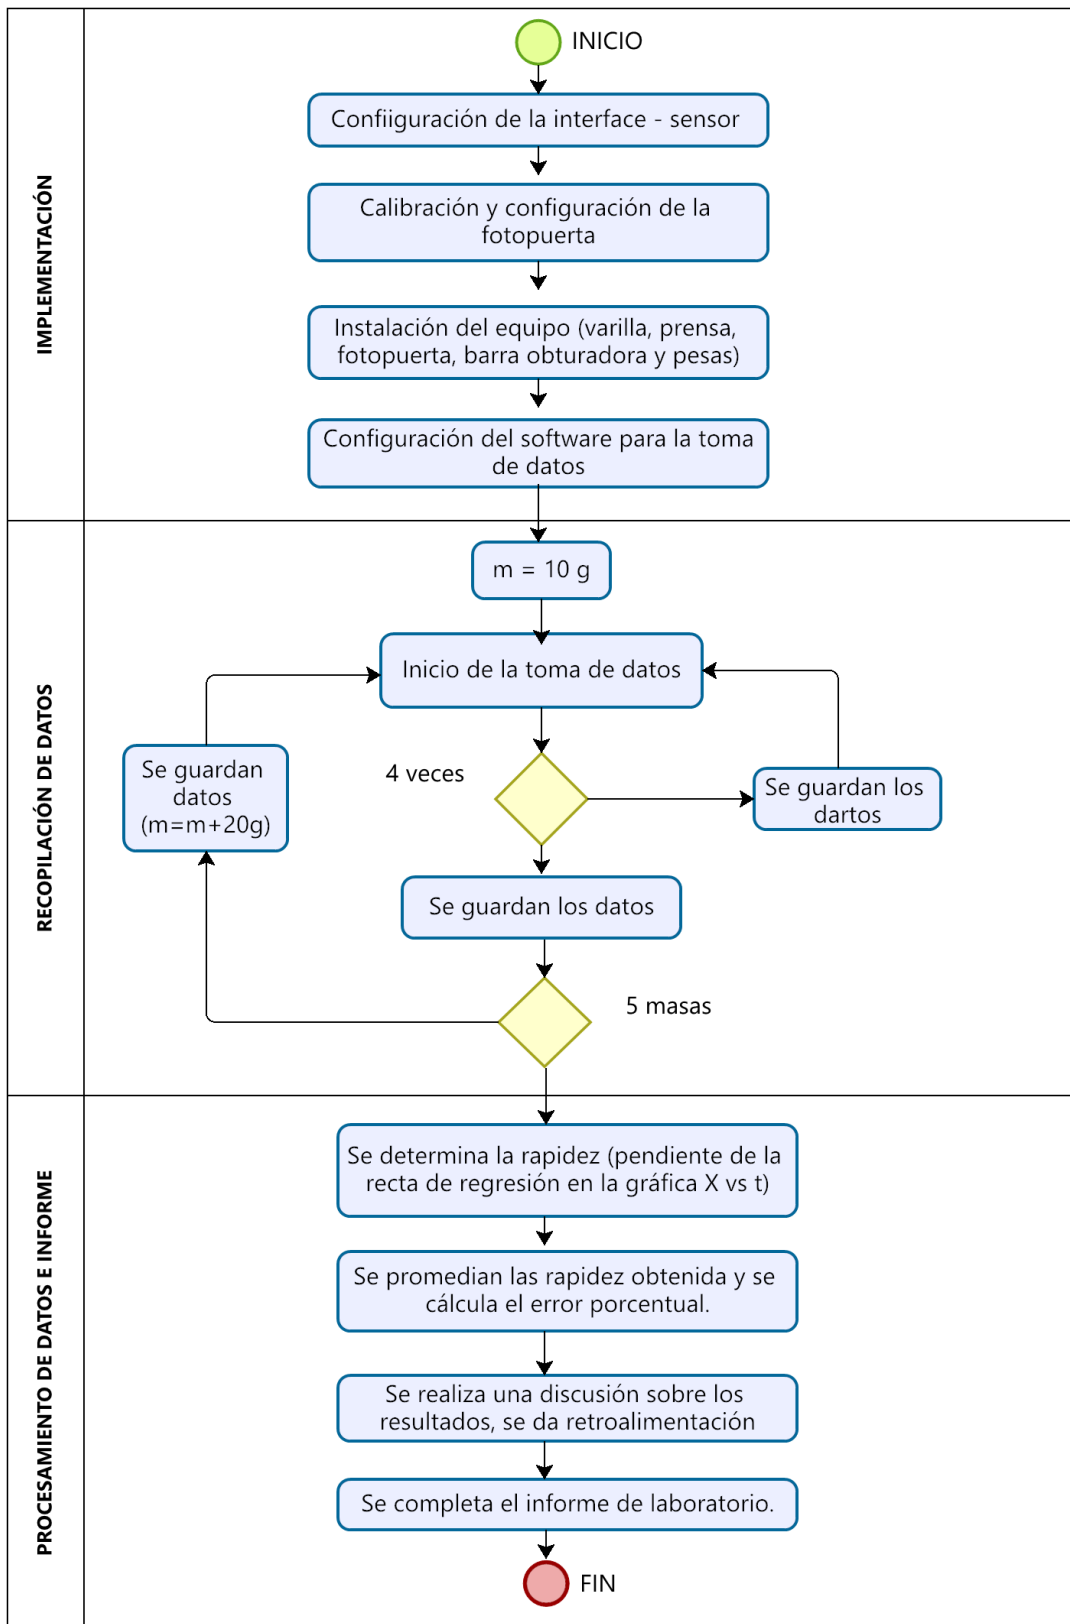 IMPLEMENTACIÓN
INICIO
Confiiguración de la interface - sensor
Calibración y configuración de la
fotopuerta
Instalación del equipo (varilla, prensa,
fotopuerta, barra obturadora y pesas)
Configuración del software para la toma
de datos
RECOPILACIÓN DE DATOS
m = 10 g
Inicio de la toma de datos
4 veces
Se guardan los
dartos
Se guardan
datos
(m=m+20g)
Se guardan los datos
5 masas
PROCESAMIENTO DE DATOS E INFORME
Se determina la rapidez (pendiente de la
recta de regresión en la gráfica X vs t)
Se promedian las rapidez obtenida y se
cálcula el error porcentual.
Se realiza una discusión sobre los
resultados, se da retroalimentación
Se completa el informe de laboratorio.
FIN